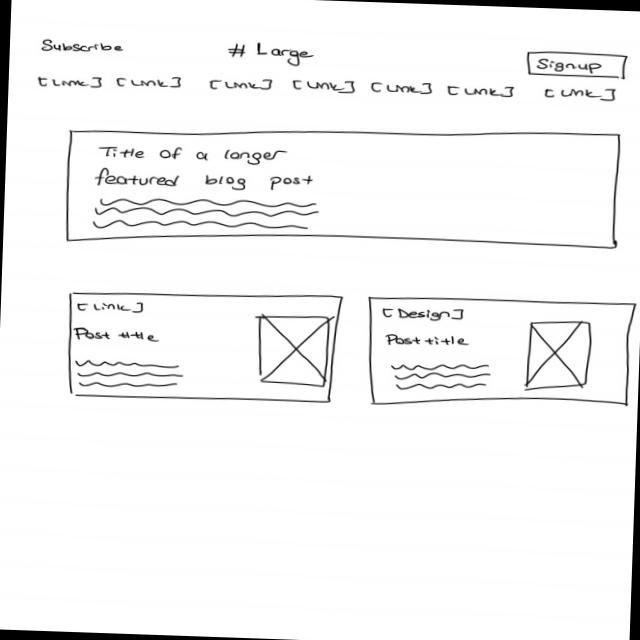 Subscribe # Large Signup
[Link] [Link] [Link] [Link] [Link] [Link] [Link]
Title of a longer
featured blog post
[Link]
Post title
[Design]
Post title